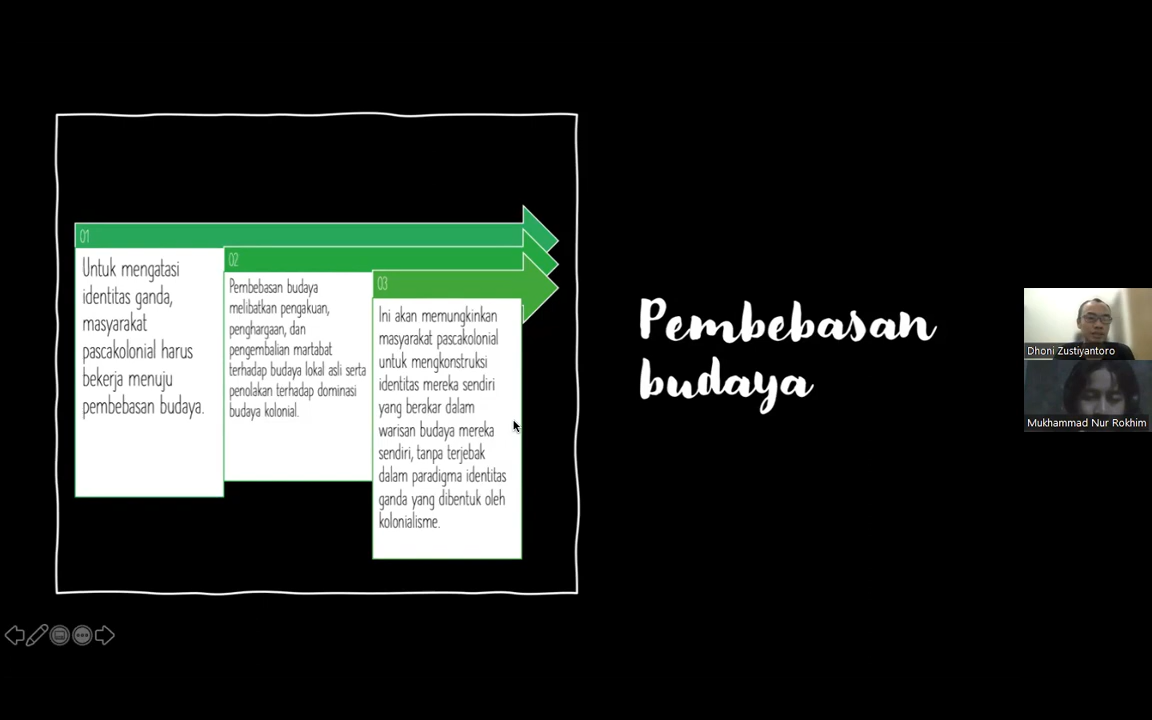 01
Untuk mengatasi
identitas ganda,
masyarakat
pascakolonial harus
bekerja menuju
pembebasan budaya.
02
Pembebasan budaya
melibatkan pengakuan,
penghargaan, dan
pengembalian martabat
terhadap budaya lokal asli serta
penolakan terhadap dominasi
budaya kolonial.
03
Ini akan memungkinkan
masyarakat pascakolonial
untuk mengkonstruksi
identitas mereka sendiri
yang berakar dalam
warisan budaya mereka
sendiri, tanpa terjebak
dalam paradigma identitas
ganda yang dibentuk oleh
kolonialisme.
Pembebasan
budaya
Dhoni Zustiyantoro
Mukhammad Nur Rokhim